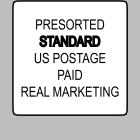 PRESORTED
STANDARD
US POSTAGE
PAID
REAL MARKETING